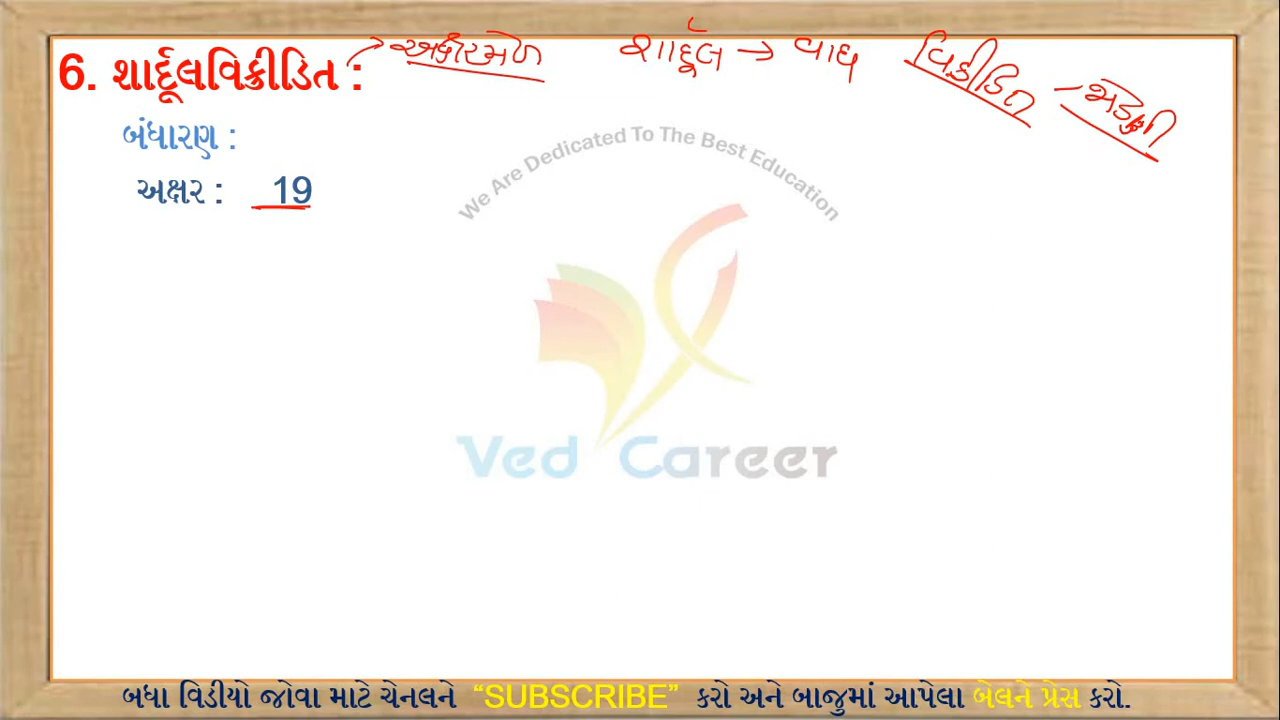 6. શાર્દૂલવિક્રીડિત : અક્ષરમેળ શાર્દૂલ → વાઘ વિક્રીડિત
બંધારણ :
અક્ષર : 19
We Are Dedicated To The Best Education
Ved Career
બધા વિડીયો જોવા માટે ચેનલને “SUBSCRIBE” કરો અને બાજુમાં આપેલા બેલને પ્રેસ કરો.